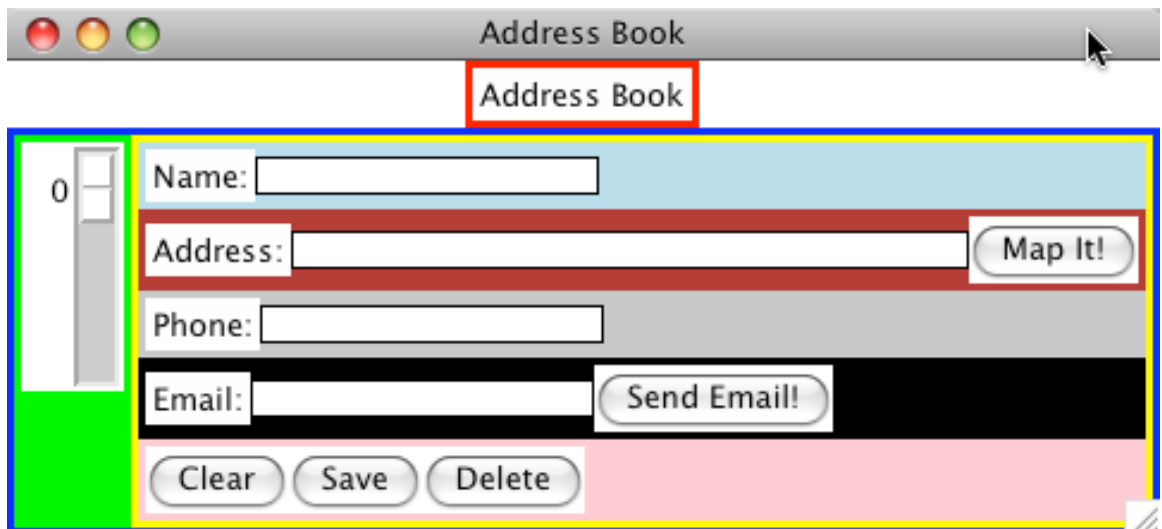 Address Book
Address Book
0
Name:
Address: Map It!
Phone:
Email: Send Email!
Clear Save Delete